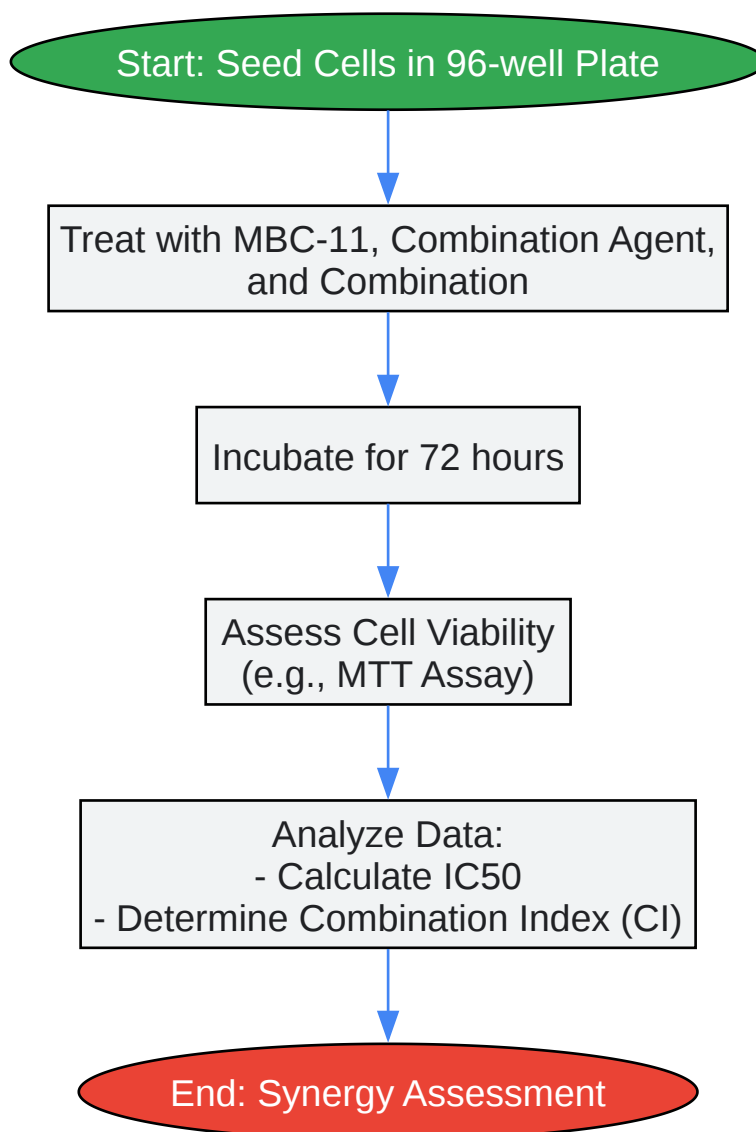 Start: Seed Cells in 96-well Plate
Treat with MBC-11, Combination Agent,
and Combination
Incubate for 72 hours
Assess Cell Viability
(e.g., MTT Assay)
Analyze Data:
- Calculate IC50
- Determine Combination Index (CI)
End: Synergy Assessment